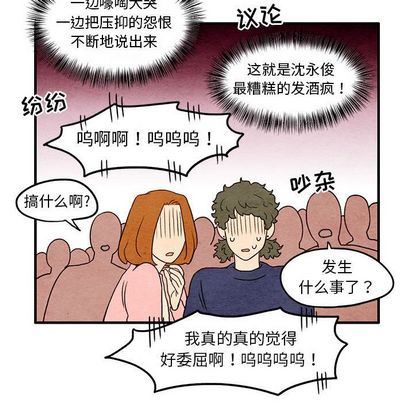 一边嚎啕大哭
一边把压抑的怨恨
不断地说出来
议论
这就是沈永俊
最糟糕的发酒疯！
纷纷
呜啊啊！呜呜呜！
搞什么啊?
吵杂
发生
什么事了？
我真的真的觉得
好委屈啊！呜呜呜呜！